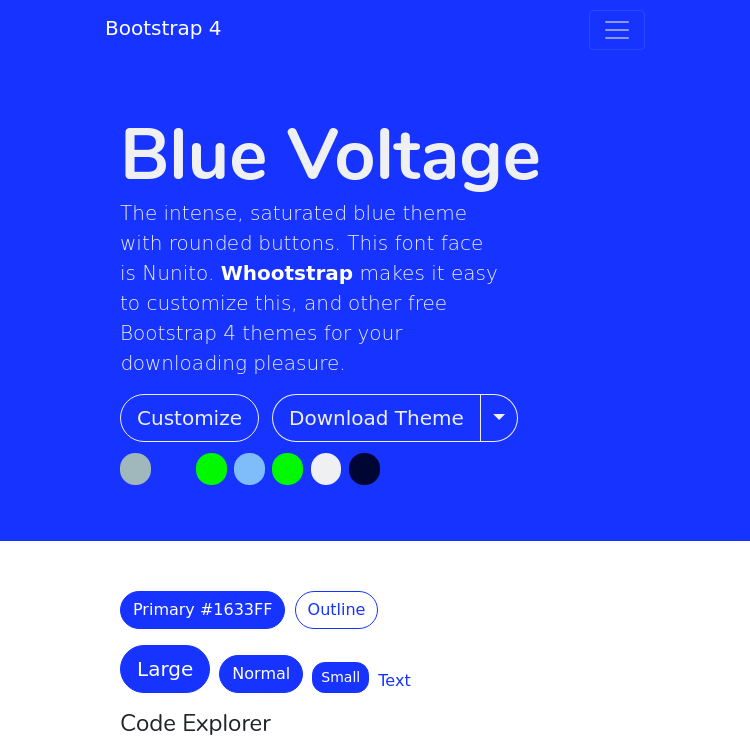 Bootstrap 4
Blue Voltage
The intense, saturated blue theme
with rounded buttons. This font face
is Nunito. Whootstrap makes it easy
to customize this, and other free
Bootstrap 4 themes for your
downloading pleasure.
Customize Download Theme
Primary #1633FF Outline
Large Normal Small Text
Code Explorer